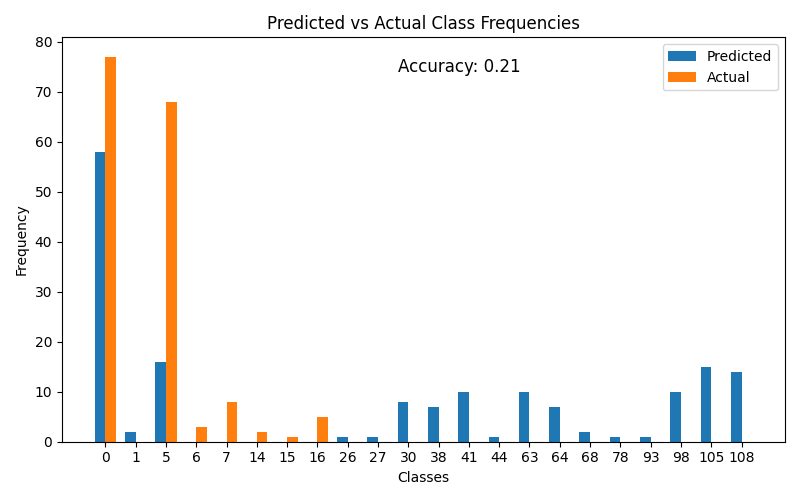 Predicted vs Actual Class Frequencies
Accuracy: 0.21
Predicted
Actual
Frequency
80
70
60
50
40
30
20
10
0
0 1 5 6 7 14 15 16 26 27 30 38 41 44 63 64 68 78 93 98 105 108
Classes